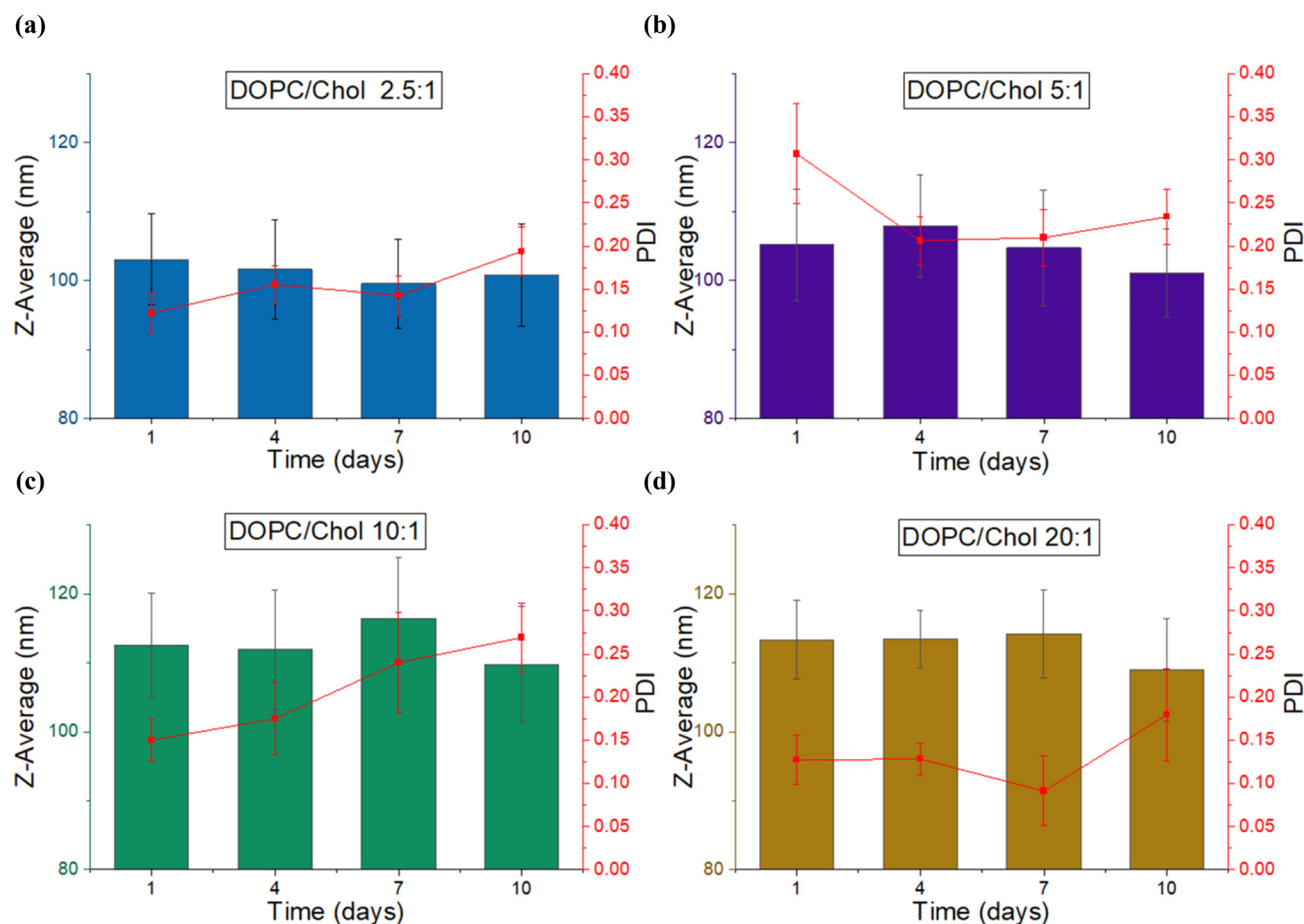 (a)
DOPC/Chol 2.5:1
Z-Average (nm)
120
100
80
0.40
0.35
0.30
0.25
0.20
0.15
0.10
0.05
0.00
PDI
1 4 7 10
Time (days)
(b)
DOPC/Chol 5:1
Z-Average (nm)
120
100
80
0.40
0.35
0.30
0.25
0.20
0.15
0.10
0.05
0.00
PDI
1 4 7 10
Time (days)
(c)
DOPC/Chol 10:1
Z-Average (nm)
120
100
80
0.40
0.35
0.30
0.25
0.20
0.15
0.10
0.05
0.00
PDI
1 4 7 10
Time (days)
(d)
DOPC/Chol 20:1
Z-Average (nm)
120
100
80
0.40
0.35
0.30
0.25
0.20
0.15
0.10
0.05
0.00
PDI
1 4 7 10
Time (days)